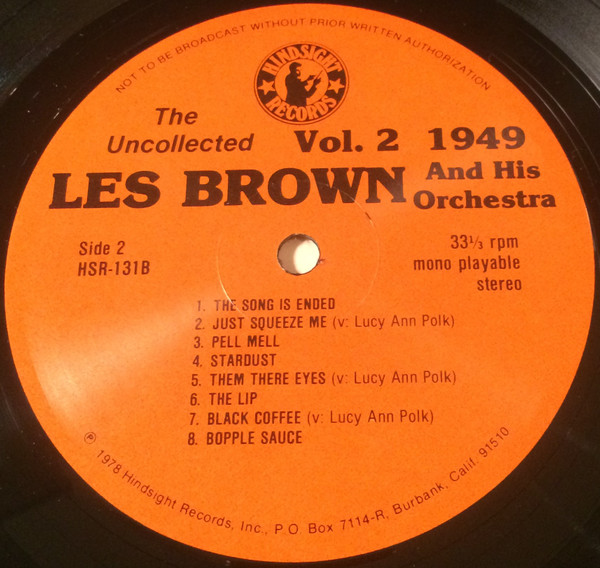 NOT TO BE BROADCAST WITHOUT PRIOR WRITTEN AUTHORIZATION
HINDSIGHT
RECORDS
The
Uncollected Vol. 2 1949
LES BROWN And His
Orchestra
Side 2
HSR-131B
33⅓ rpm
mono playable
stereo
1. THE SONG IS ENDED
2. JUST SQUEEZE ME (v: Lucy Ann Polk)
3. PELL MELL
4. STARDUST
5. THEM THERE EYES (v: Lucy Ann Polk)
6. THE LIP
7. BLACK COFFEE (v: Lucy Ann Polk)
8. BOPPLE SAUCE
℗ 1978 Hindsight Records, Inc., P.O. Box 7114-R, Burbank, Calif. 91510